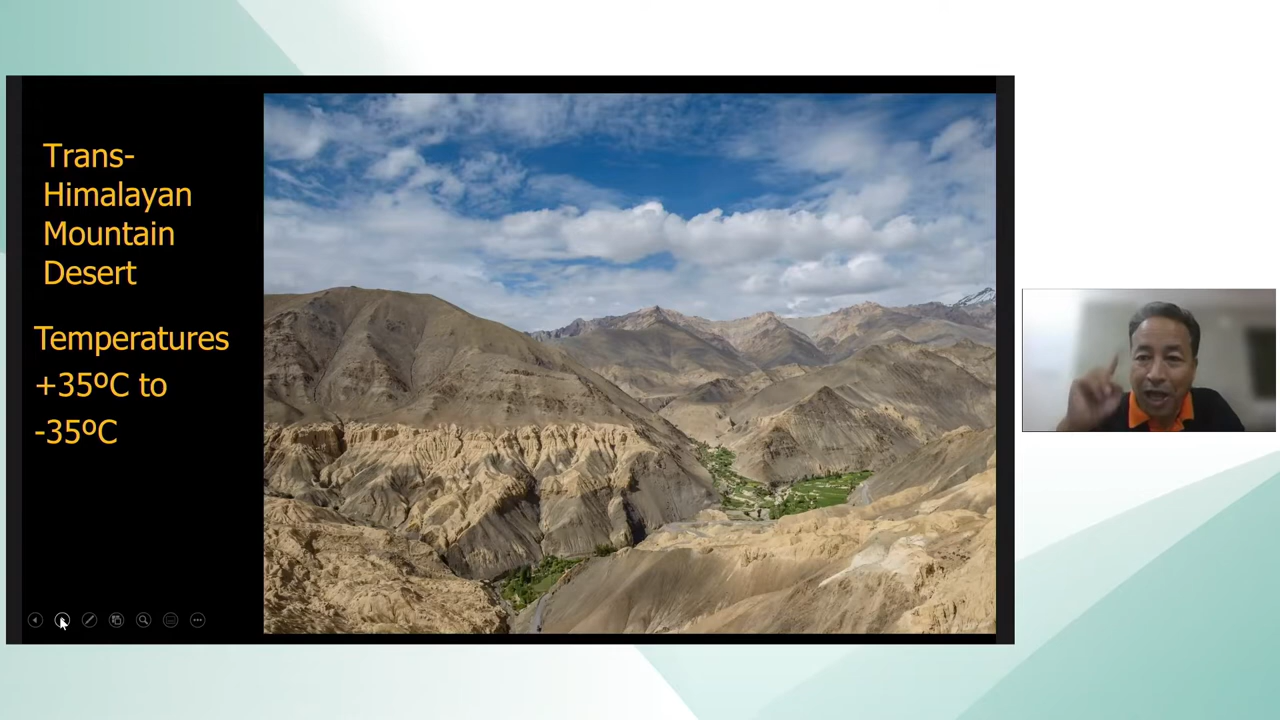 Trans-
Himalayan
Mountain
Desert
Temperatures
+35ºC to
-35ºC